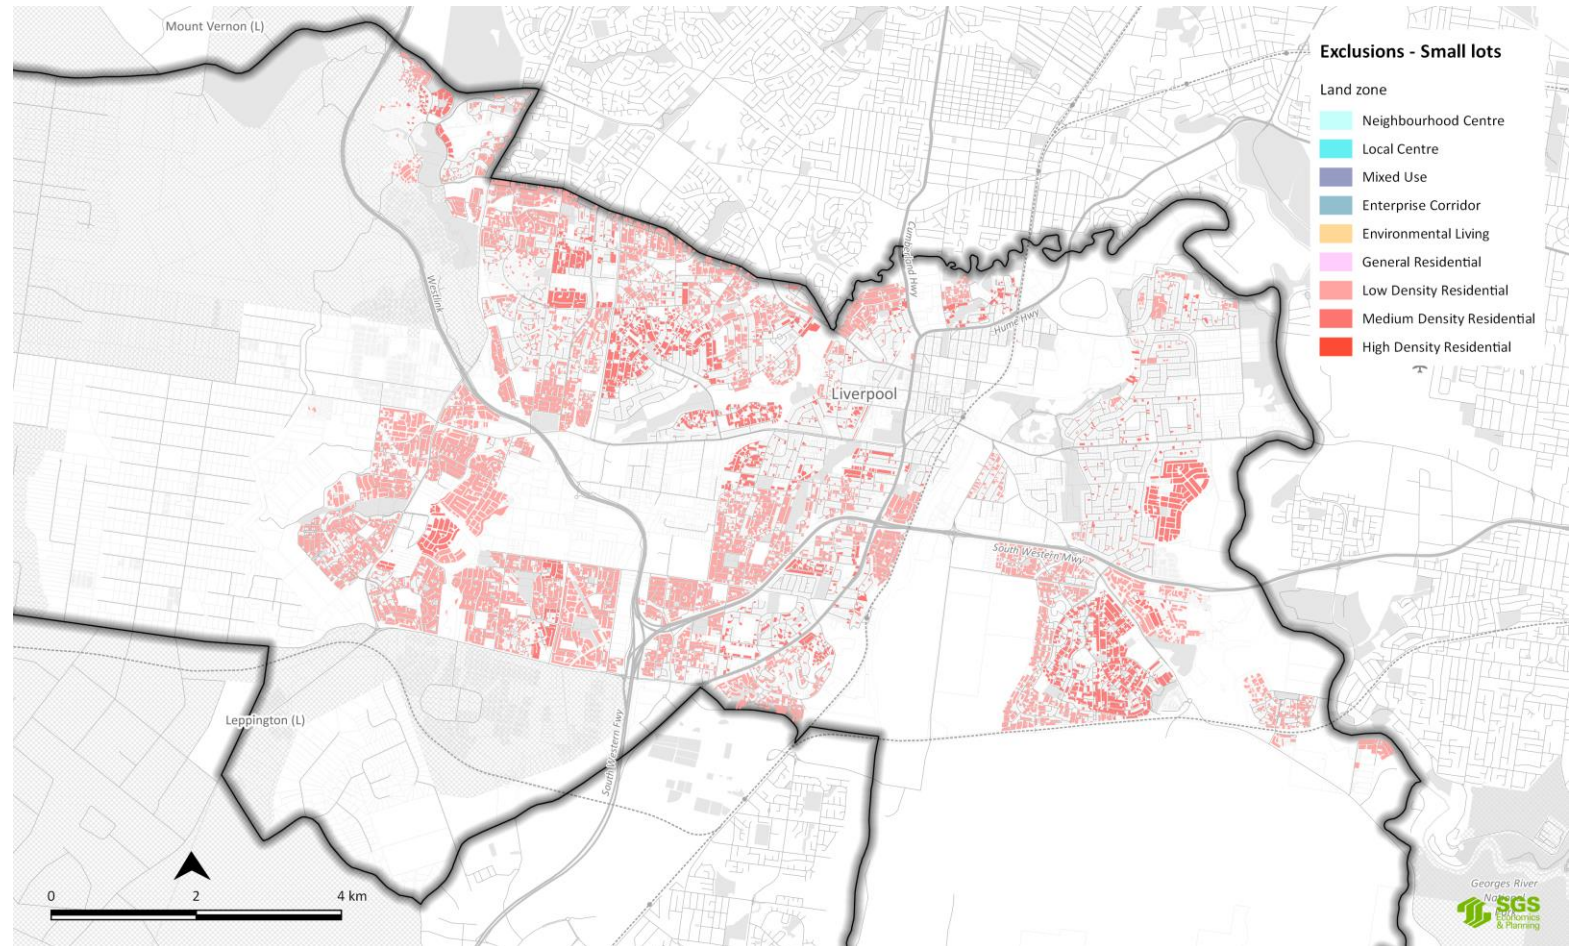 Mount Vernon (L)
Exclusions - Small lots
Land zone
Neighbourhood Centre
Local Centre
Mixed Use
Enterprise Corridor
Environmental Living
General Residential
Low Density Residential
Medium Density Residential
High Density Residential
Cumberland Hwy
Westlink
Hume Hwy
Liverpool
South Western Mwy
Leppington (L)
South Western Fwy
0 2 4 km
Georges River
National
Park
SGS
Economics
& Planning